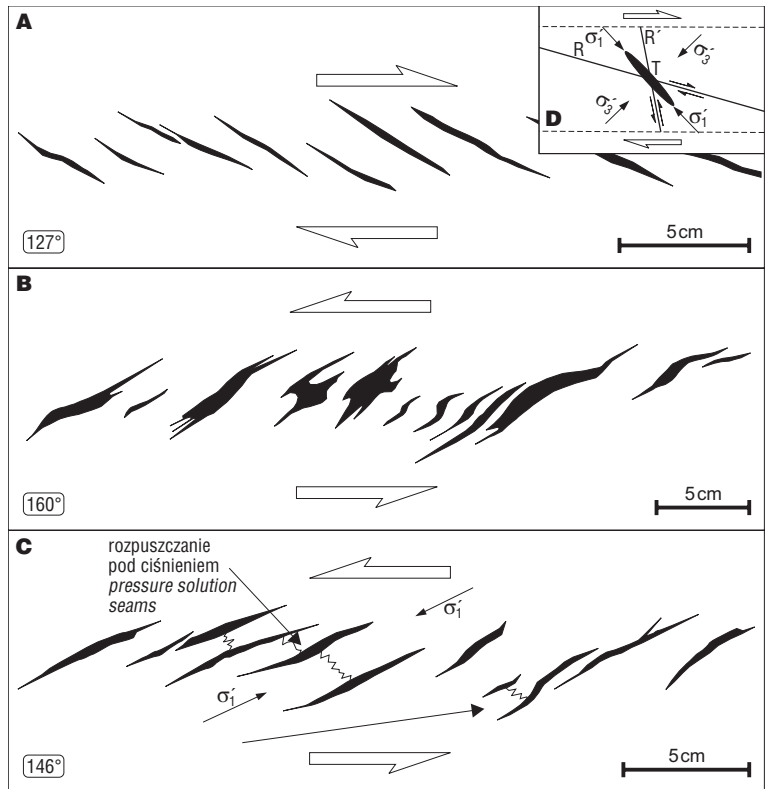 A
σ₁´
R´
σ₃´
R
T
σ₃´
D
σ₁´
127°
5cm
B
160°
5cm
C
rozpuszczanie
pod ciśnieniem
pressure solution
seams
σ₁´
σ₁´
146°
5cm